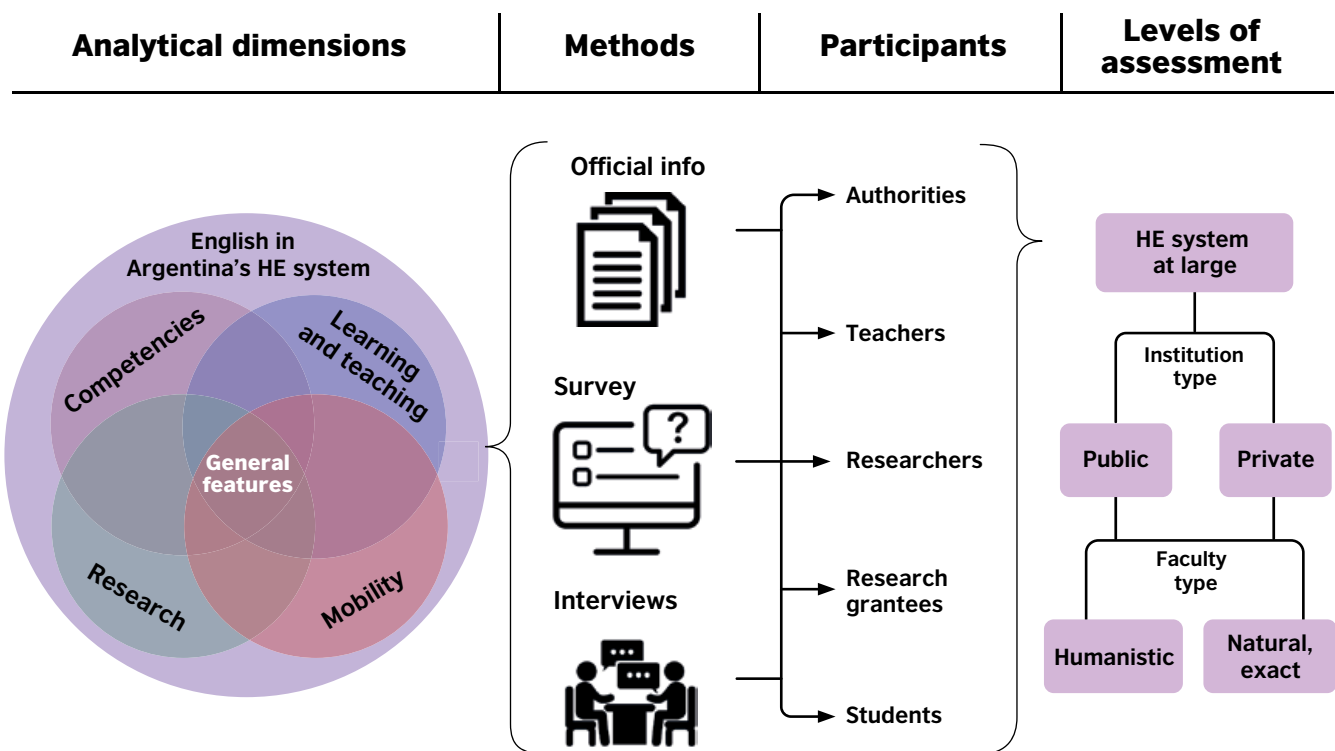 Analytical dimensions
Methods
Participants
Levels of
assessment
English in
Argentina's HE system
Competencies
Learning
and teaching
General
features
Research
Mobility
Official info
Survey
?
Interviews
Authorities
Teachers
Researchers
Research
grantees
Students
HE system
at large
Institution
type
Public
Private
Faculty
type
Humanistic
Natural,
exact